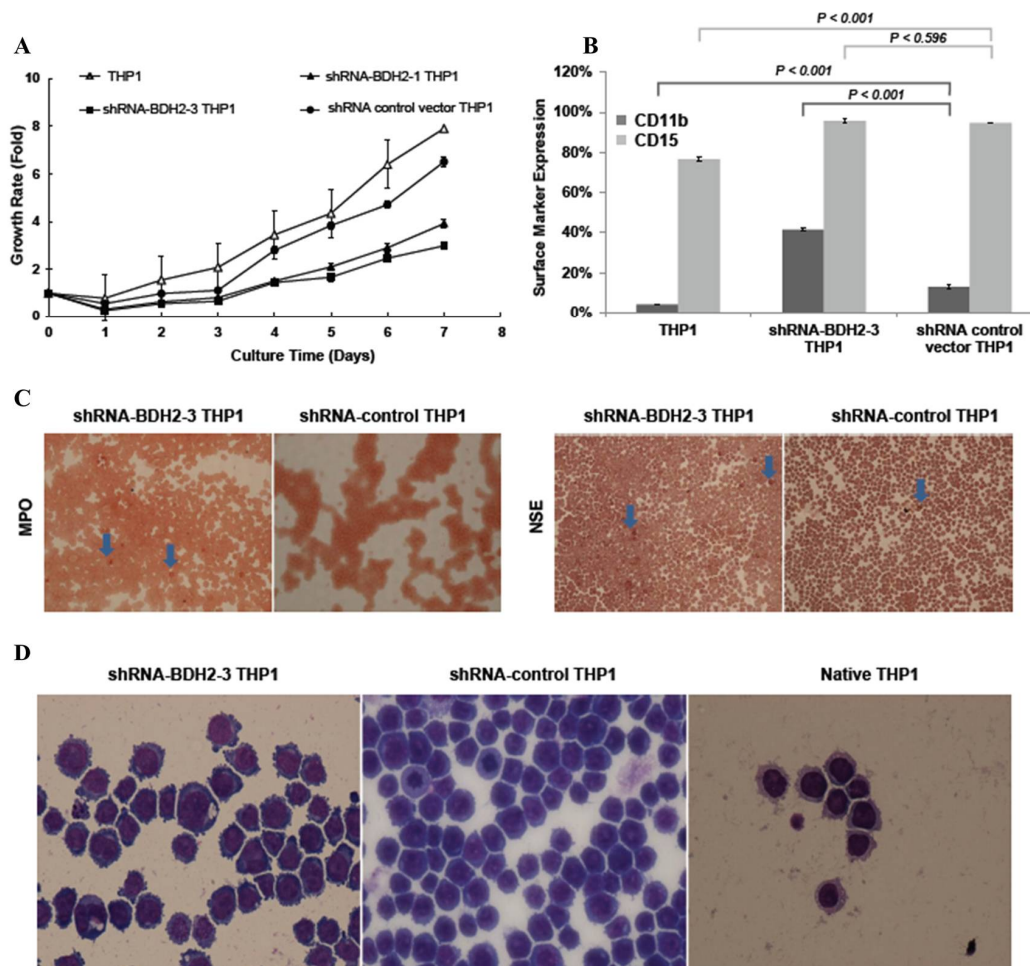 A
THP1
shRNA-BDH2-1 THP1
shRNA-BDH2-3 THP1
shRNA control vector THP1
Growth Rate (Fold)
10
8
6
4
2
0
0 1 2 3 4 5 6 7 8
Culture Time (Days)
B
P < 0.001
P < 0.596
P < 0.001
P < 0.001
CD11b
CD15
Surface Marker Expression
120%
100%
80%
60%
40%
20%
0%
THP1
shRNA-BDH2-3
THP1
shRNA control
vector THP1
C
shRNA-BDH2-3 THP1
shRNA-control THP1
shRNA-BDH2-3 THP1
shRNA-control THP1
MPO
NSE
D
shRNA-BDH2-3 THP1
shRNA-control THP1
Native THP1